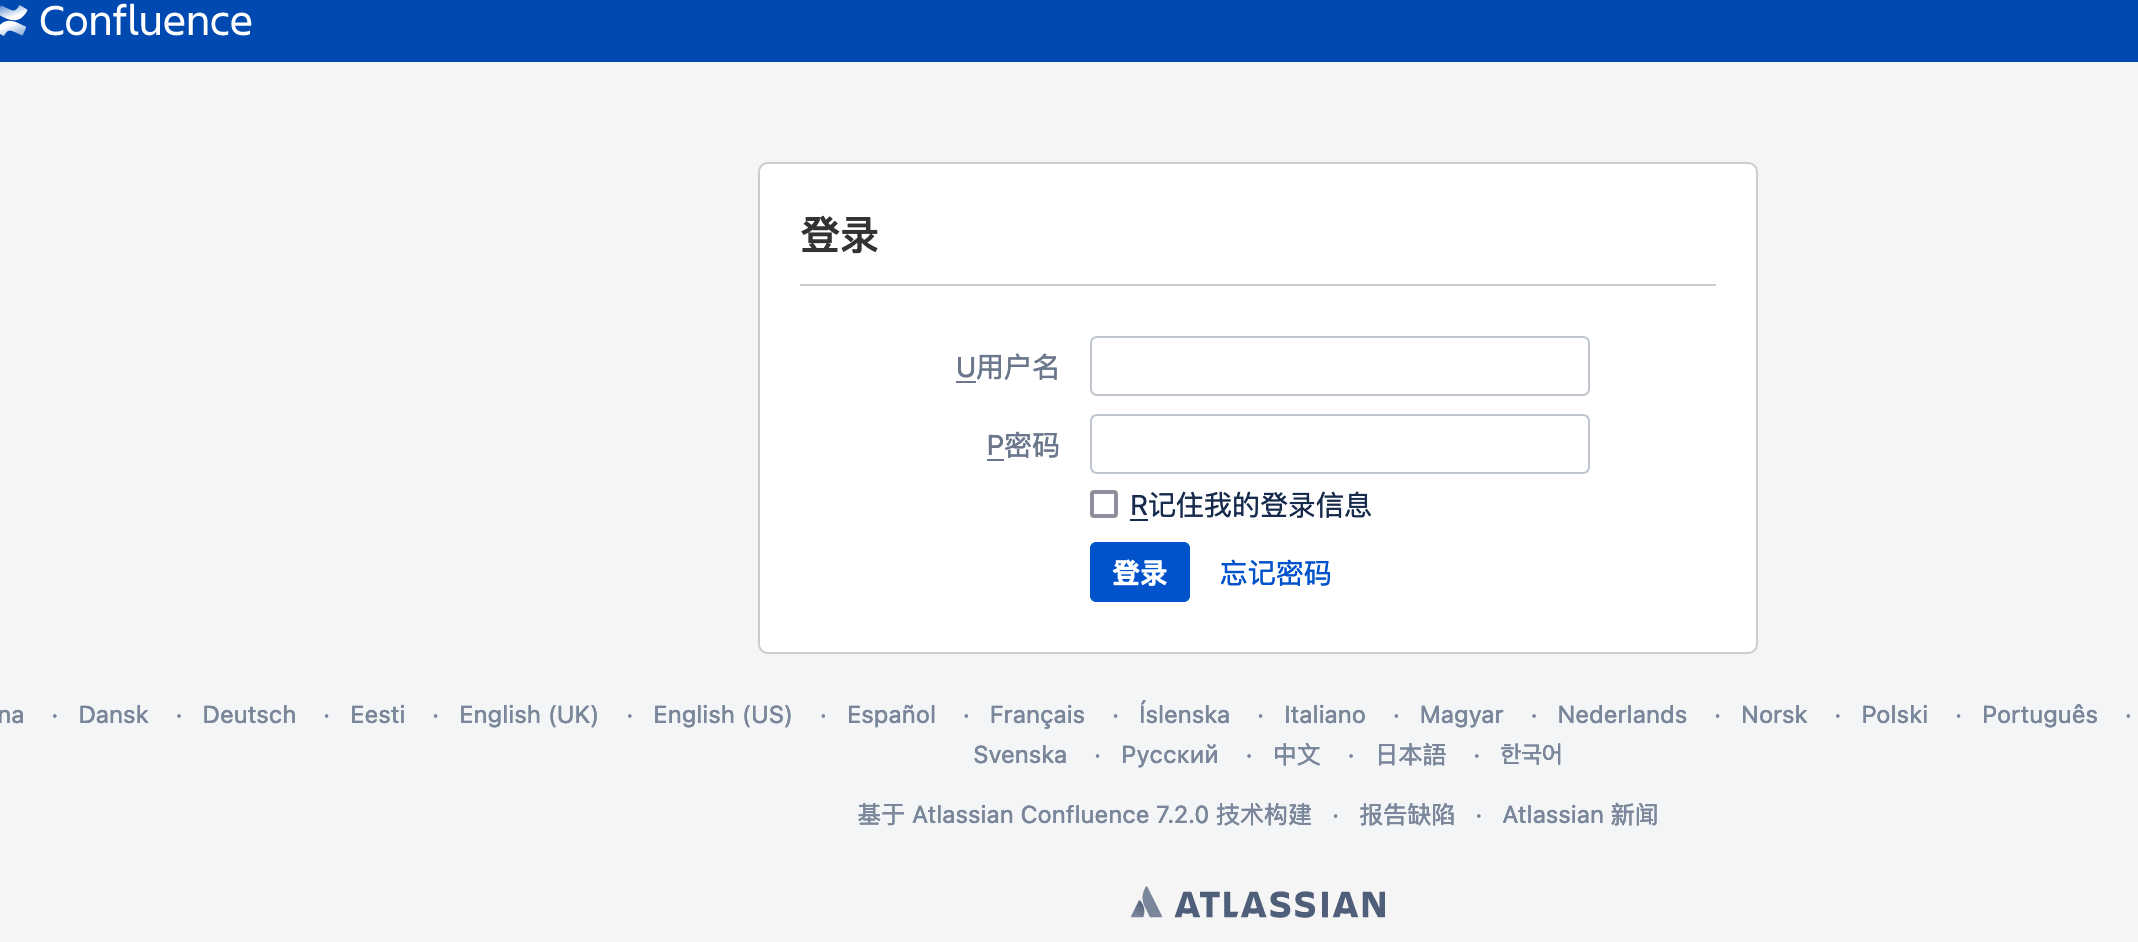 Confluence
登录
U用户名
P密码
R记住我的登录信息
登录 忘记密码
na · Dansk · Deutsch · Eesti · English (UK) · English (US) · Español · Français · Íslenska · Italiano · Magyar · Nederlands · Norsk · Polski · Português ·
Svenska · Русский · 中文 · 日本語 · 한국어
基于 Atlassian Confluence 7.2.0 技术构建 · 报告缺陷 · Atlassian 新闻
ATLASSIAN